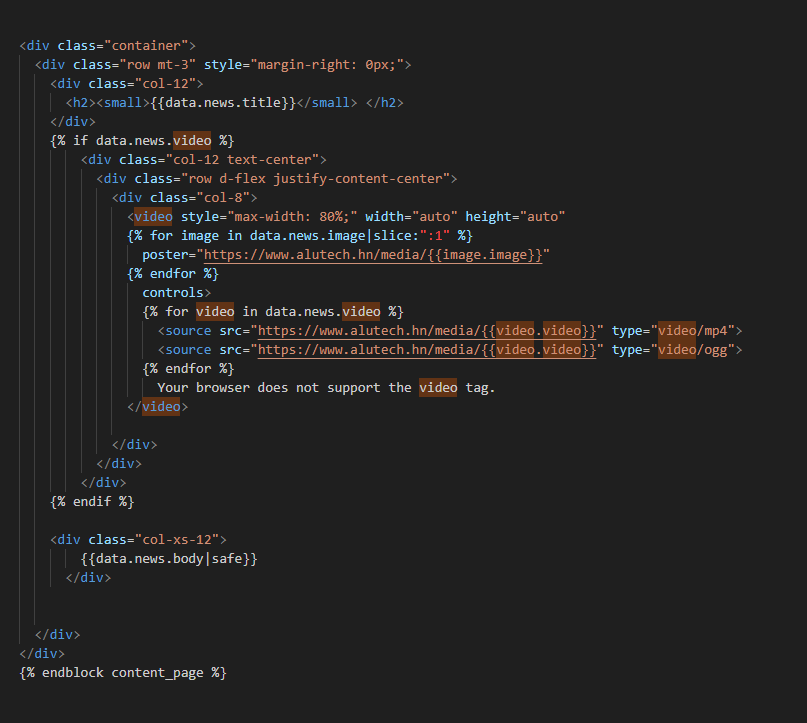 <div class="container">
<div class="row mt-3" style="margin-right: 0px;">
<div class="col-12">
<h2><small>{{data.news.title}}</small> </h2>
</div>
{% if data.news.video %}
<div class="col-12 text-center">
<div class="row d-flex justify-content-center">
<div class="col-8">
<video style="max-width: 80%;" width="auto" height="auto"
{% for image in data.news.image|slice:":1" %}
poster="https://www.alutech.hn/media/{{image.image}}"
{% endfor %}
controls>
{% for video in data.news.video %}
<source src="https://www.alutech.hn/media/{{video.video}}" type="video/mp4">
<source src="https://www.alutech.hn/media/{{video.video}}" type="video/ogg">
{% endfor %}
Your browser does not support the video tag.
</video>
</div>
</div>
</div>
{% endif %}
<div class="col-xs-12">
{{data.news.body|safe}}
</div>
</div>
</div>
{% endblock content_page %}